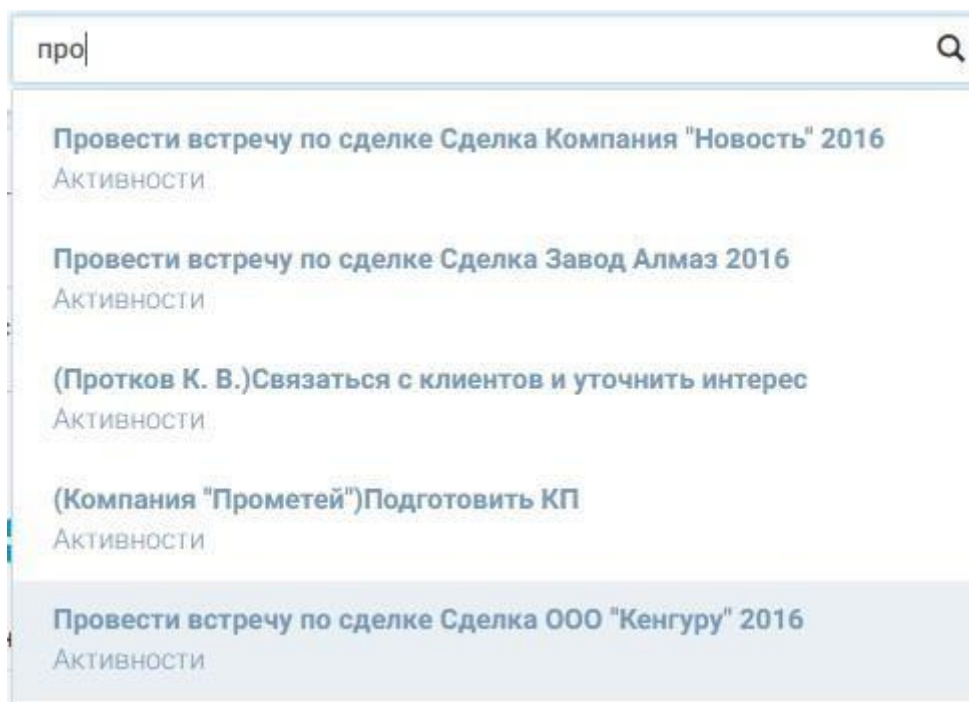 про
Провести встречу по сделке Сделка Компания "Новость" 2016
Активности
Провести встречу по сделке Сделка Завод Алмаз 2016
Активности
(Протков К. В.)Связаться с клиентов и уточнить интерес
Активности
(Компания "Прометей")Подготовить КП
Активности
Провести встречу по сделке Сделка ООО "Кенгуру" 2016
Активности